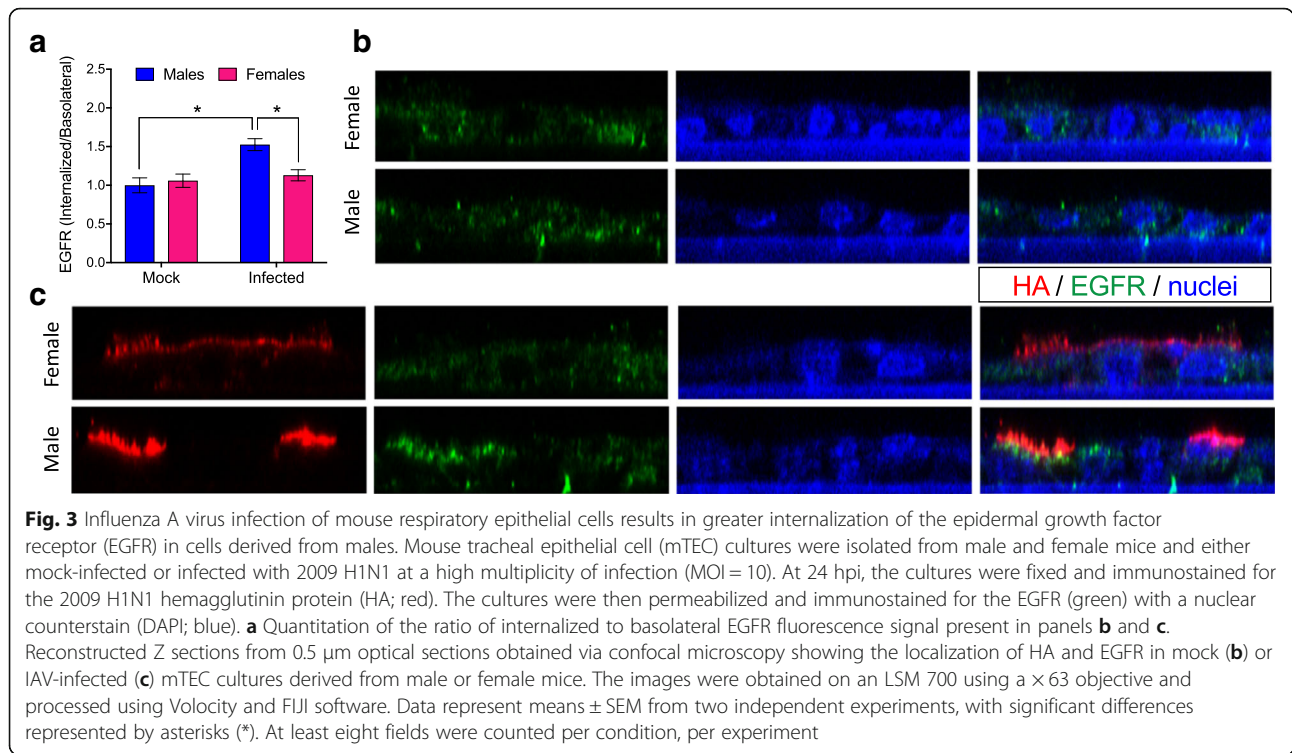 a
Males Females
EGFR (Internalized/Basolateral)
2.5
2.0
1.5
1.0
0.5
0.0
* *
Mock Infected
b
Female
Male
HA / EGFR / nuclei
c
Female
Male
Fig. 3 Influenza A virus infection of mouse respiratory epithelial cells results in greater internalization of the epidermal growth factor
receptor (EGFR) in cells derived from males. Mouse tracheal epithelial cell (mTEC) cultures were isolated from male and female mice and either
mock-infected or infected with 2009 H1N1 at a high multiplicity of infection (MOI = 10). At 24 hpi, the cultures were fixed and immunostained for
the 2009 H1N1 hemagglutinin protein (HA; red). The cultures were then permeabilized and immunostained for the EGFR (green) with a nuclear
counterstain (DAPI; blue). a Quantitation of the ratio of internalized to basolateral EGFR fluorescence signal present in panels b and c.
Reconstructed Z sections from 0.5 μm optical sections obtained via confocal microscopy showing the localization of HA and EGFR in mock (b) or
IAV-infected (c) mTEC cultures derived from male or female mice. The images were obtained on an LSM 700 using a × 63 objective and
processed using Volocity and FIJI software. Data represent means ± SEM from two independent experiments, with significant differences
represented by asterisks (*). At least eight fields were counted per condition, per experiment